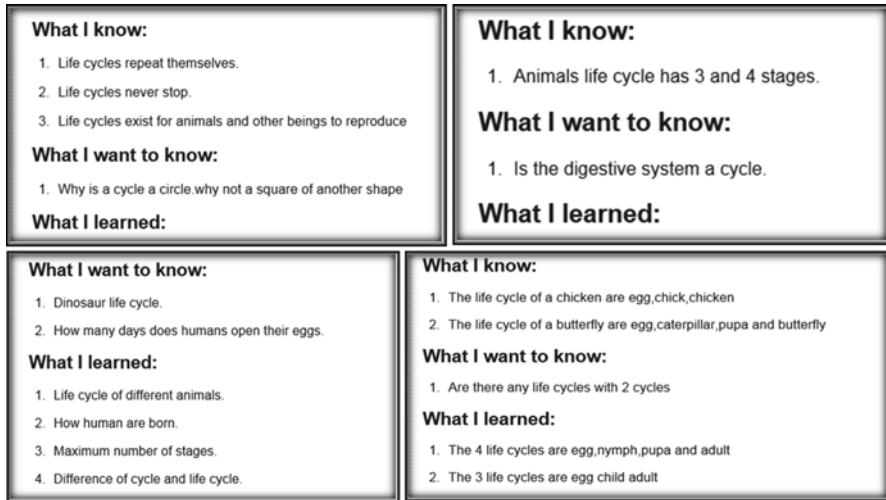 What I know:
1. Life cycles repeat themselves.
2. Life cycles never stop.
3. Life cycles exist for animals and other beings to reproduce
What I want to know:
1. Why is a cycle a circle.why not a square of another shape
What I learned:
What I know:
1. Animals life cycle has 3 and 4 stages.
What I want to know:
1. Is the digestive system a cycle.
What I learned:
What I want to know:
1. Dinosaur life cycle.
2. How many days does humans open their eggs.
What I learned:
1. Life cycle of different animals.
2. How human are born.
3. Maximum number of stages.
4. Difference of cycle and life cycle.
What I know:
1. The life cycle of a chicken are egg,chick,chicken
2. The life cycle of a butterfly are egg,caterpillar,pupa and butterfly
What I want to know:
1. Are there any life cycles with 2 cycles
What I learned:
1. The 4 life cycles are egg,nymph,pupa and adult
2. The 3 life cycles are egg child adult